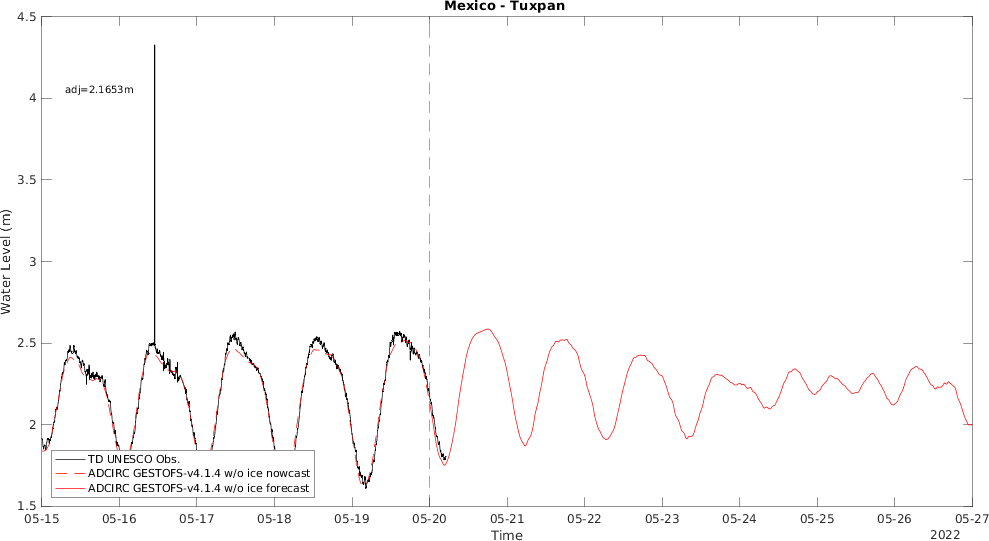 Mexico - Tuxpan
4.5
4
3.5
3
2.5
2
1.5
Water Level (m)
adj=2.1653m
TD UNESCO Obs.
ADCIRC GESTOFS-v4.1.4 w/o ice nowcast
ADCIRC GESTOFS-v4.1.4 w/o ice forecast
05-15 05-16 05-17 05-18 05-19 05-20 05-21 05-22 05-23 05-24 05-25 05-26 05-27
Time
2022